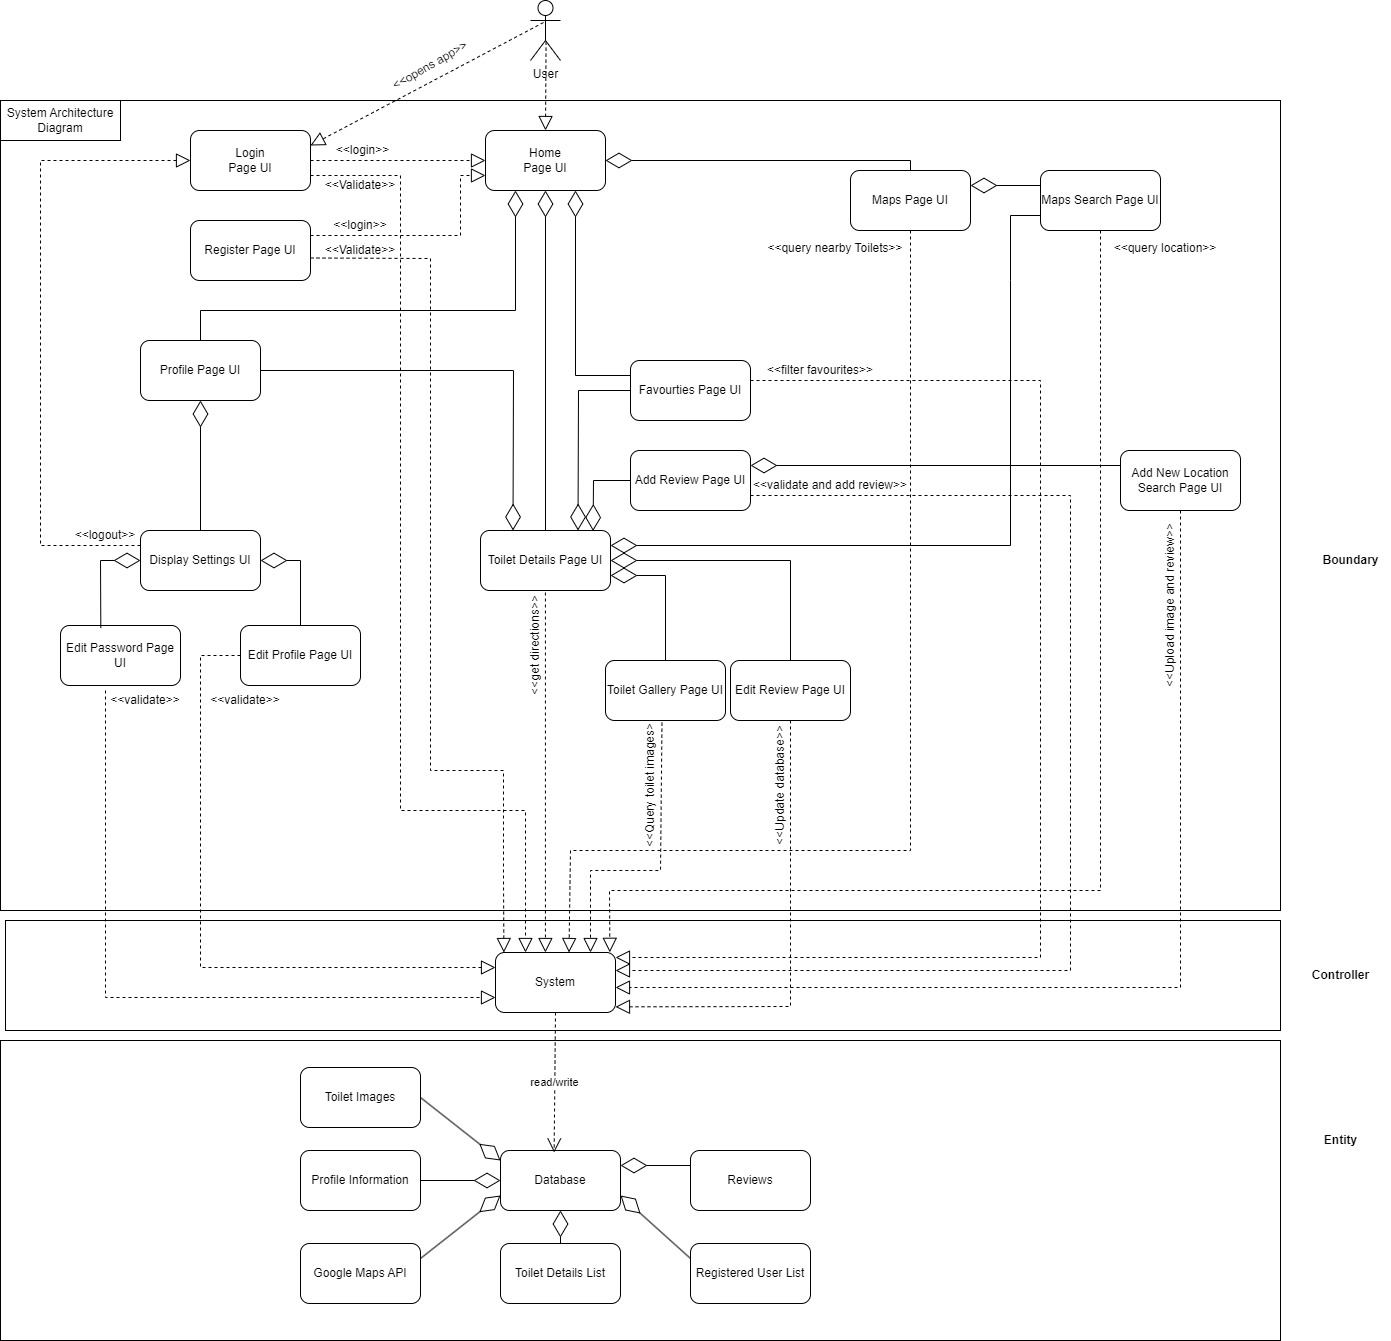 <<opens app>>
User
System Architecture
Diagram
Login
Page UI
<<login>>
<<Validate>>
Home
Page UI
Maps Page UI
Maps Search Page UI
Register Page UI
<<login>>
<<Validate>>
<<query nearby Toilets>>
<<query location>>
Profile Page UI
Favourties Page UI
<<filter favourites>>
Add Review Page UI
<<validate and add review>>
Add New Location
Search Page UI
<<logout>>
Display Settings UI
Toilet Details Page UI
Boundary
<<get directions>>
<<Upload image and review>>
Edit Password Page
UI
Edit Profile Page UI
<<validate>>
<<validate>>
Toilet Gallery Page UI
Edit Review Page UI
<<Query toilet images>
<<Update database>>
System
Controller
read/write
Toilet Images
Entity
Profile Information
Database
Reviews
Google Maps API
Toilet Details List
Registered User List